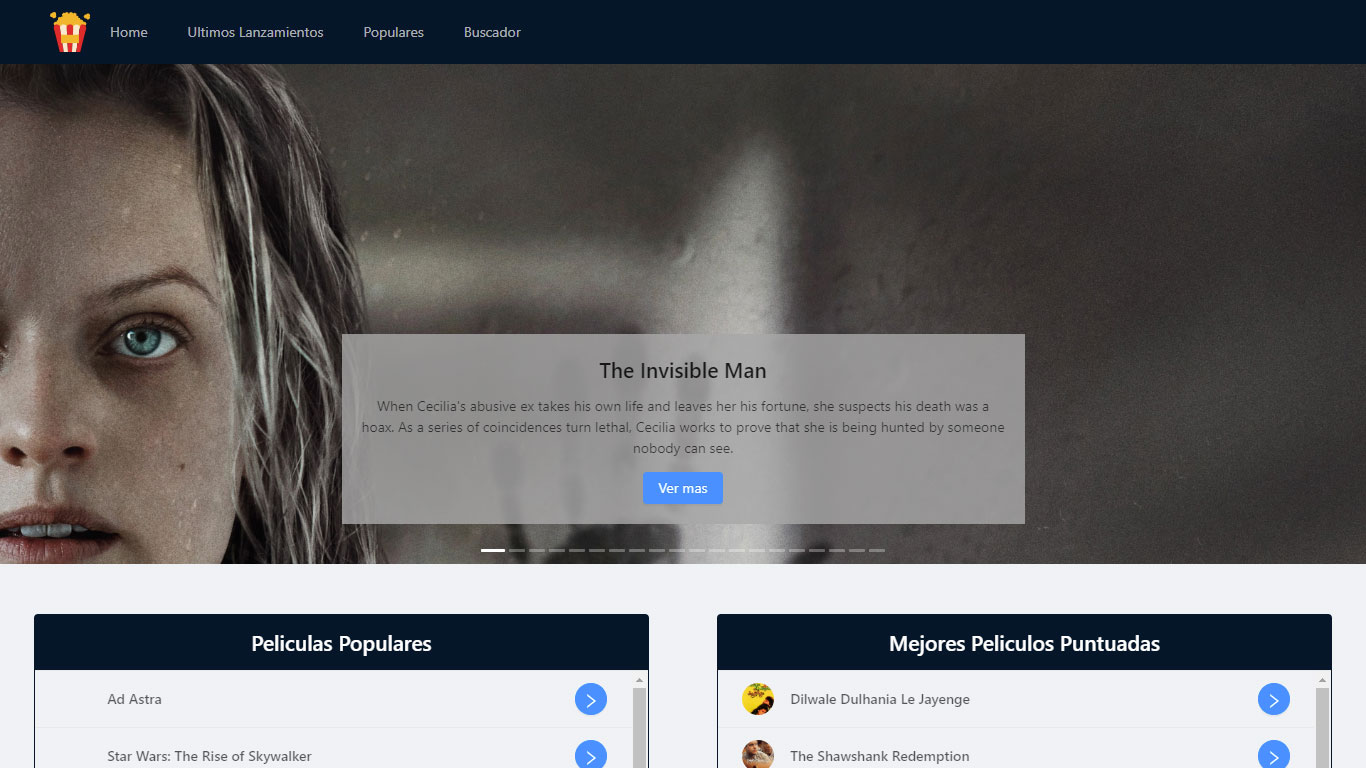 Home
Ultimos Lanzamientos
Populares
Buscador
The Invisible Man
When Cecilia's abusive ex takes his own life and leaves her his fortune, she suspects his death was a
hoax. As a series of coincidences turn lethal, Cecilia works to prove that she is being hunted by someone
nobody can see.
Ver mas
Peliculas Populares
Ad Astra
Star Wars: The Rise of Skywalker
Mejores Peliculos Puntuadas
Dilwale Dulhania Le Jayenge
The Shawshank Redemption